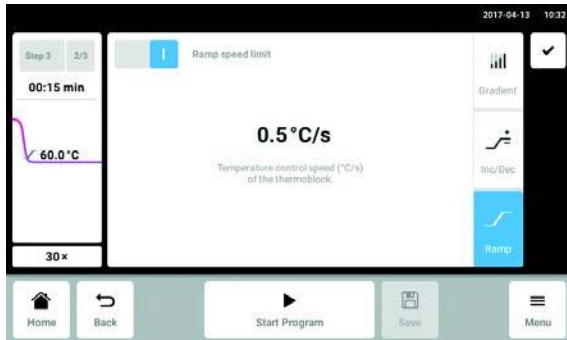 2017-04-13 10:32
Step 3 2/3
00:15 min
60.0°C
30×
Ramp speed limit
0.5°C/s
Temperature control speed (°C/s)
of the thermoblock.
Gradient
Inc/Dec
Ramp
Home
Back
Start Program
Save
Menu